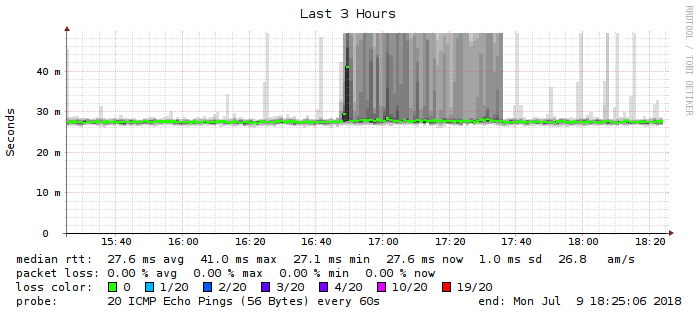 Last 3 Hours
RRDTOOL / TOBI OETIKER
Seconds
40 m
30 m
20 m
10 m
0
15:40 16:00 16:20 16:40 17:00 17:20 17:40 18:00 18:20
median rtt: 27.6 ms avg 41.0 ms max 27.1 ms min 27.6 ms now 1.0 ms sd 26.8 am/s
packet loss: 0.00 % avg 0.00 % max 0.00 % min 0.00 % now
loss color: 0 1/20 2/20 3/20 4/20 10/20 19/20
probe: 20 ICMP Echo Pings (56 Bytes) every 60s end: Mon Jul 9 18:25:06 2018